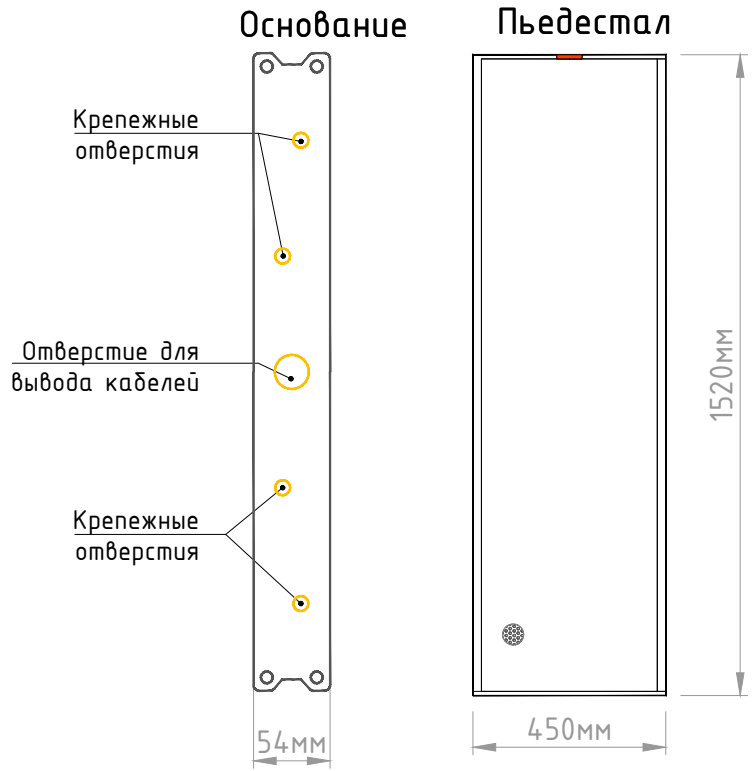 Основание
Пьедестал
Крепежные
отверстия
Отверстие для
вывода кабелей
Крепежные
отверстия
1520мм
54мм
450мм